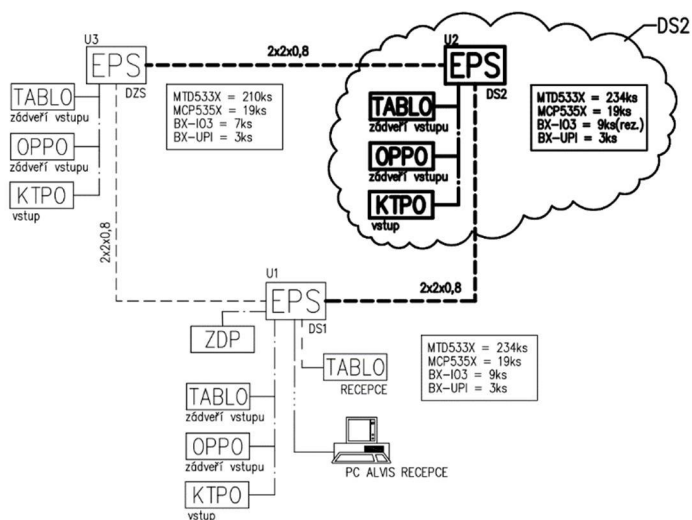 DS2
U3
EPS
DZS
2x2x0,8
U2
EPS
DS2
TABLO
zádveří vstupu
OPPO
zádveří vstupu
KTPO
vstup
MTD533X = 210ks
MCP535X = 19ks
BX-IO3 = 7ks
BX-UPI = 3ks
TABLO
zádveří vstupu
OPPO
zádveří vstupu
KTPO
vstup
MTD533X = 234ks
MCP535X = 19ks
BX-IO3 = 9ks(rez.)
BX-UPI = 3ks
2x2x0,8
2x2x0,8
U1
EPS
DS1
ZDP
TABLO
RECEPCE
MTD533X = 234ks
MCP535X = 19ks
BX-IO3 = 9ks
BX-UPI = 3ks
TABLO
zádveří vstupu
OPPO
zádveří vstupu
KTPO
vstup
PC ALVIS RECEPCE